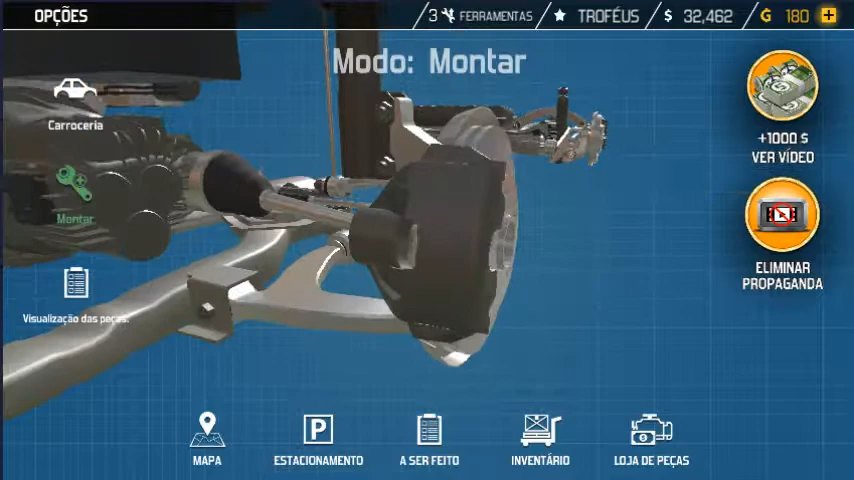 OPÇÕES
3 FERRAMENTAS
TROFÉUS
$ 32,462
G 180 +
Modo: Montar
Carroceria
Montar
Visualização das peças.
+1000 $
VER VÍDEO
ELIMINAR
PROPAGANDA
MAPA
P
ESTACIONAMENTO
A SER FEITO
INVENTÁRIO
LOJA DE PEÇAS